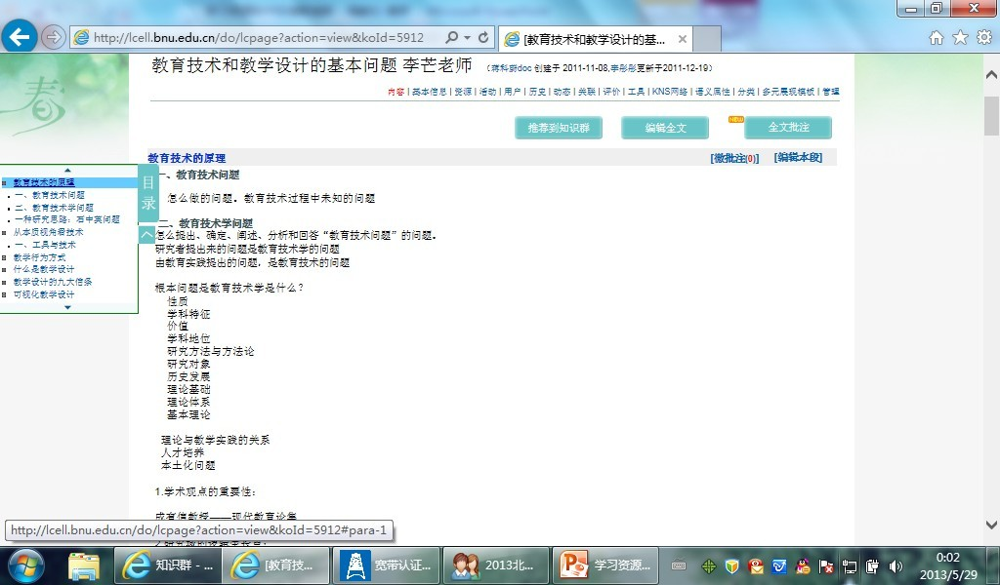 http://lcell.bnu.edu.cn/do/lcpage?action=view&koId=5912
[教育技术和教学设计的基...
春
教育技术和教学设计的基本问题 李芒老师
(蒋科蔚doc 创建于 2011-11-08,李彤彤更新于2011-12-19)
内容 | 基本信息 | 资源 | 活动 | 用户 | 历史 | 动态 | 关联 | 评价 | 工具 | KNS网络 | 语义属性 | 分类 | 多元展现模板 | 管理
推荐到知识群
编辑全文
全文批注
教育技术的原理
[微批注(0)]
[编辑本段]
目录
教育技术的原理
一、教育技术问题
二、教育技术学问题
一种研究思路：石中英问题
从本质视角看技术
一、工具与技术
教学行为方式
什么是教学设计
教学设计的九大信条
可视化教学设计
一、教育技术问题
怎么做的问题。教育技术过程中未知的问题
二、教育技术学问题
怎么提出、确定、阐述、分析和回答“教育技术问题”的问题。
研究者提出来的问题是教育技术学的问题
由教育实践提出的问题，是教育技术的问题
根本问题是教育技术学是什么？
性质
学科特征
价值
学科地位
研究方法与方法论
研究对象
历史发展
理论基础
理论体系
基本理论
理论与教学实践的关系
人才培养
本土化问题
1.学术观点的重要性：
成有信教授——现代教育论集
http://lcell.bnu.edu.cn/do/lcpage?action=view&koId=5912#para-1
知识群 - ...
[教育技...
宽带认证...
2013北...
学习资源...
0:02
2013/5/29